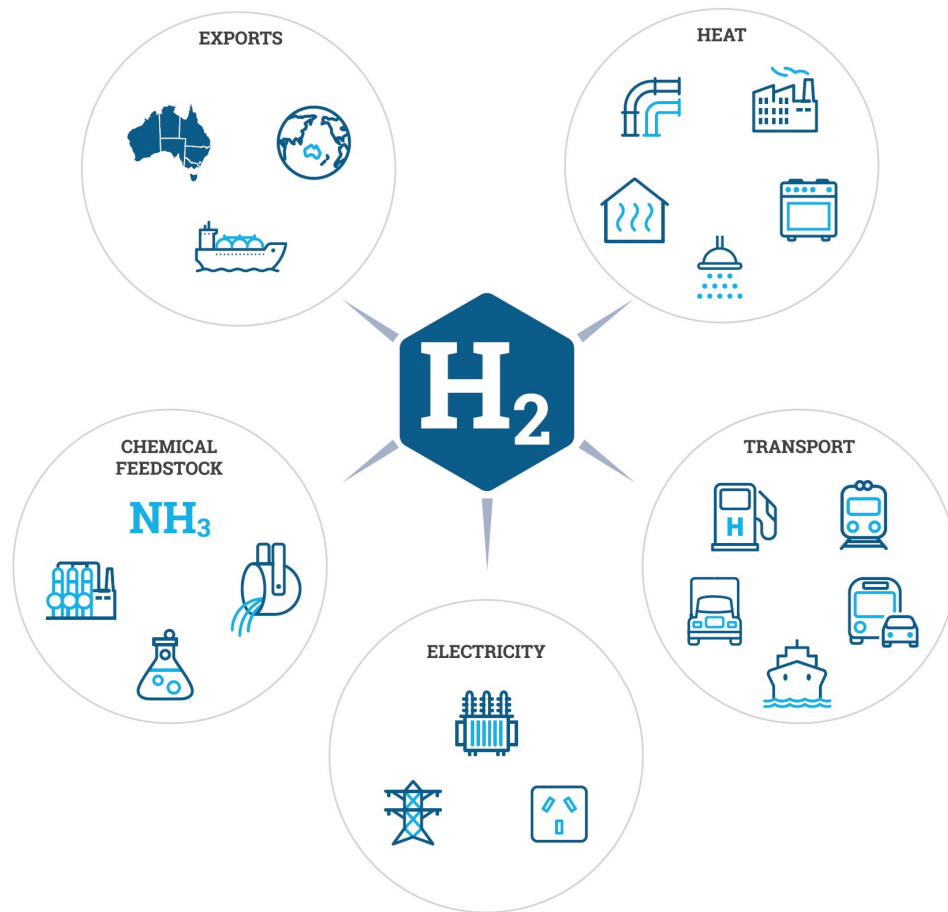 EXPORTS
HEAT
H₂
CHEMICAL
FEEDSTOCK
NH₃
TRANSPORT
H
ELECTRICITY